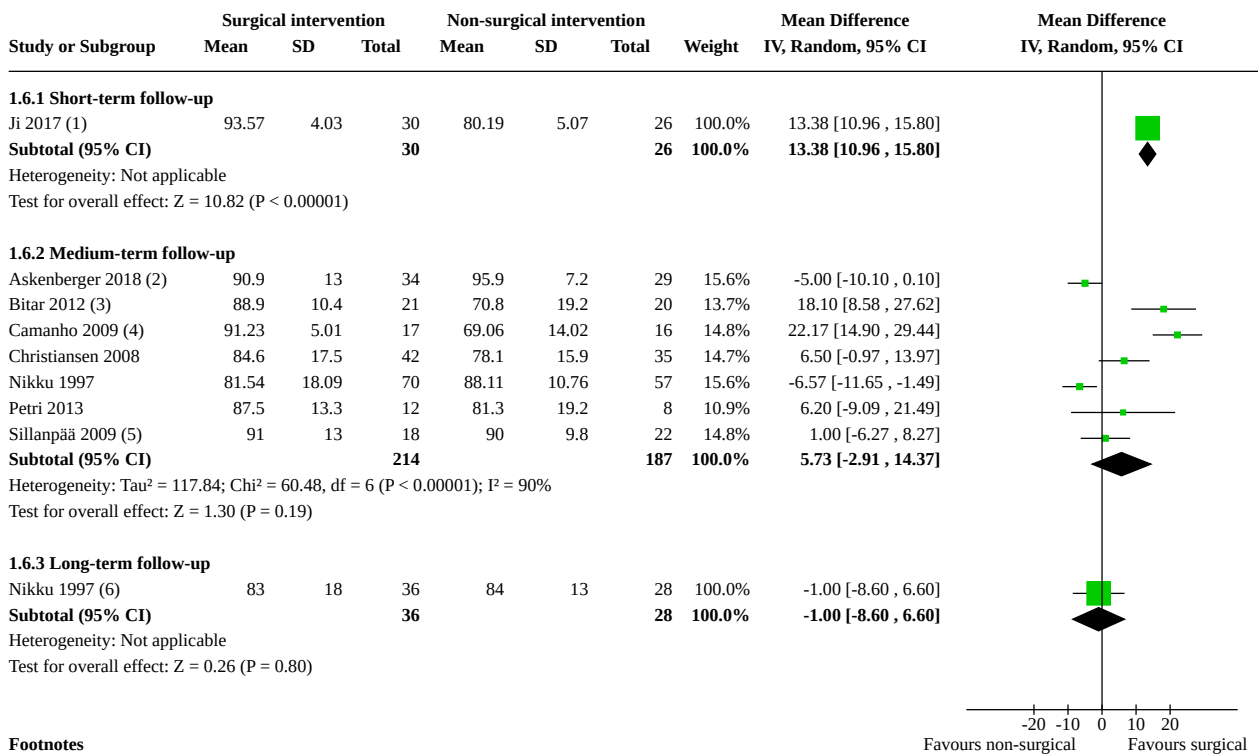 Surgical intervention Non-surgical intervention Mean Difference Mean Difference
Study or Subgroup Mean SD Total Mean SD Total Weight IV, Random, 95% CI IV, Random, 95% CI
1.6.1 Short-term follow-up
Ji 2017 (1) 93.57 4.03 30 80.19 5.07 26 100.0% 13.38 [10.96 , 15.80]
Subtotal (95% CI) 30 26 100.0% 13.38 [10.96 , 15.80]
Heterogeneity: Not applicable
Test for overall effect: Z = 10.82 (P < 0.00001)
1.6.2 Medium-term follow-up
Askenberger 2018 (2) 90.9 13 34 95.9 7.2 29 15.6% -5.00 [-10.10 , 0.10]
Bitar 2012 (3) 88.9 10.4 21 70.8 19.2 20 13.7% 18.10 [8.58 , 27.62]
Camanho 2009 (4) 91.23 5.01 17 69.06 14.02 16 14.8% 22.17 [14.90 , 29.44]
Christiansen 2008 84.6 17.5 42 78.1 15.9 35 14.7% 6.50 [-0.97 , 13.97]
Nikku 1997 81.54 18.09 70 88.11 10.76 57 15.6% -6.57 [-11.65 , -1.49]
Petri 2013 87.5 13.3 12 81.3 19.2 8 10.9% 6.20 [-9.09 , 21.49]
Sillanpää 2009 (5) 91 13 18 90 9.8 22 14.8% 1.00 [-6.27 , 8.27]
Subtotal (95% CI) 214 187 100.0% 5.73 [-2.91 , 14.37]
Heterogeneity: Tau² = 117.84; Chi² = 60.48, df = 6 (P < 0.00001); I² = 90%
Test for overall effect: Z = 1.30 (P = 0.19)
1.6.3 Long-term follow-up
Nikku 1997 (6) 83 18 36 84 13 28 100.0% -1.00 [-8.60 , 6.60]
Subtotal (95% CI) 36 28 100.0% -1.00 [-8.60 , 6.60]
Heterogeneity: Not applicable
Test for overall effect: Z = 0.26 (P = 0.80)
-20 -10 0 10 20
Footnotes Favours non-surgical Favours surgical